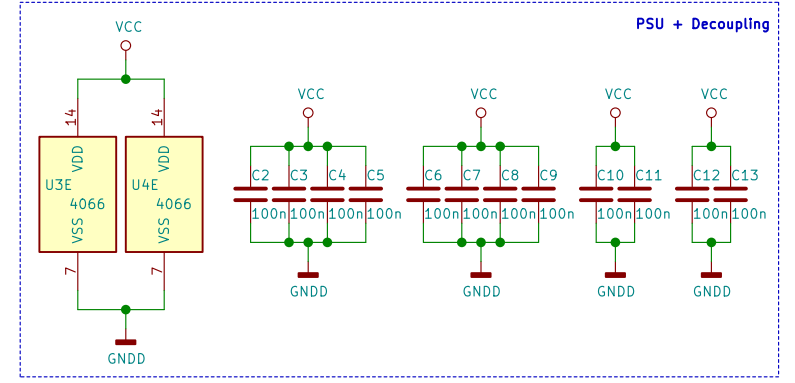 PSU + Decoupling
VCC
14 14
VDD VDD
U3E U4E
4066 4066
VSS VSS
7 7
GNDD
VCC VCC VCC VCC
C2 C3 C4 C5 C6 C7 C8 C9 C10 C11 C12 C13
100n 100n 100n 100n 100n 100n 100n 100n 100n 100n 100n 100n
GNDD GNDD GNDD GNDD